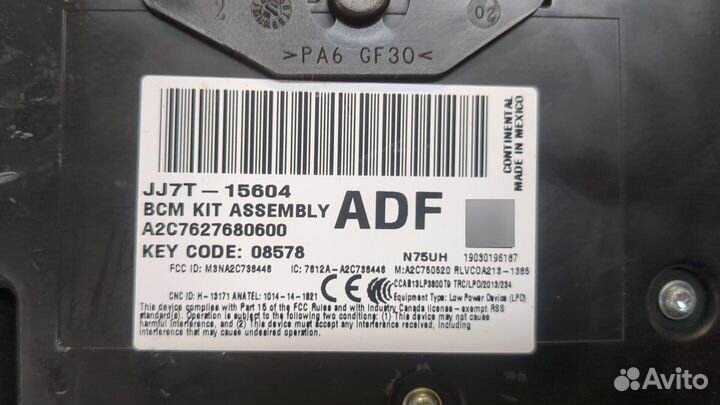 2
02
>PA6 GF30<
CONTINENTAL
MADE IN MEXICO
JJ7T-15604
BCM KIT ASSEMBLY
ADF
A2C7627680600
KEY CODE: 08578
N75UH
19030196187
FCC ID: M3NA2C738448 IC: 7812A-A2C738448 M:A2C750520 RLVCOA213-1385
CCAB13LP3800T9 TRC/LPD/2013/234
CE
Equipment Type: Low Power Device (LPD)
CNC ID: H-13171 ANATEL: 1014-14-1821
This device complies with Part 15 of the FCC Rules and with Industry Canada license - exempt RSS
standard(s). Operation is subject to the following two conditions: (1) This device may not cause
harmful interference, and (2) This device must accept any interference received, including
interference that may cause undesired operation.
Avito